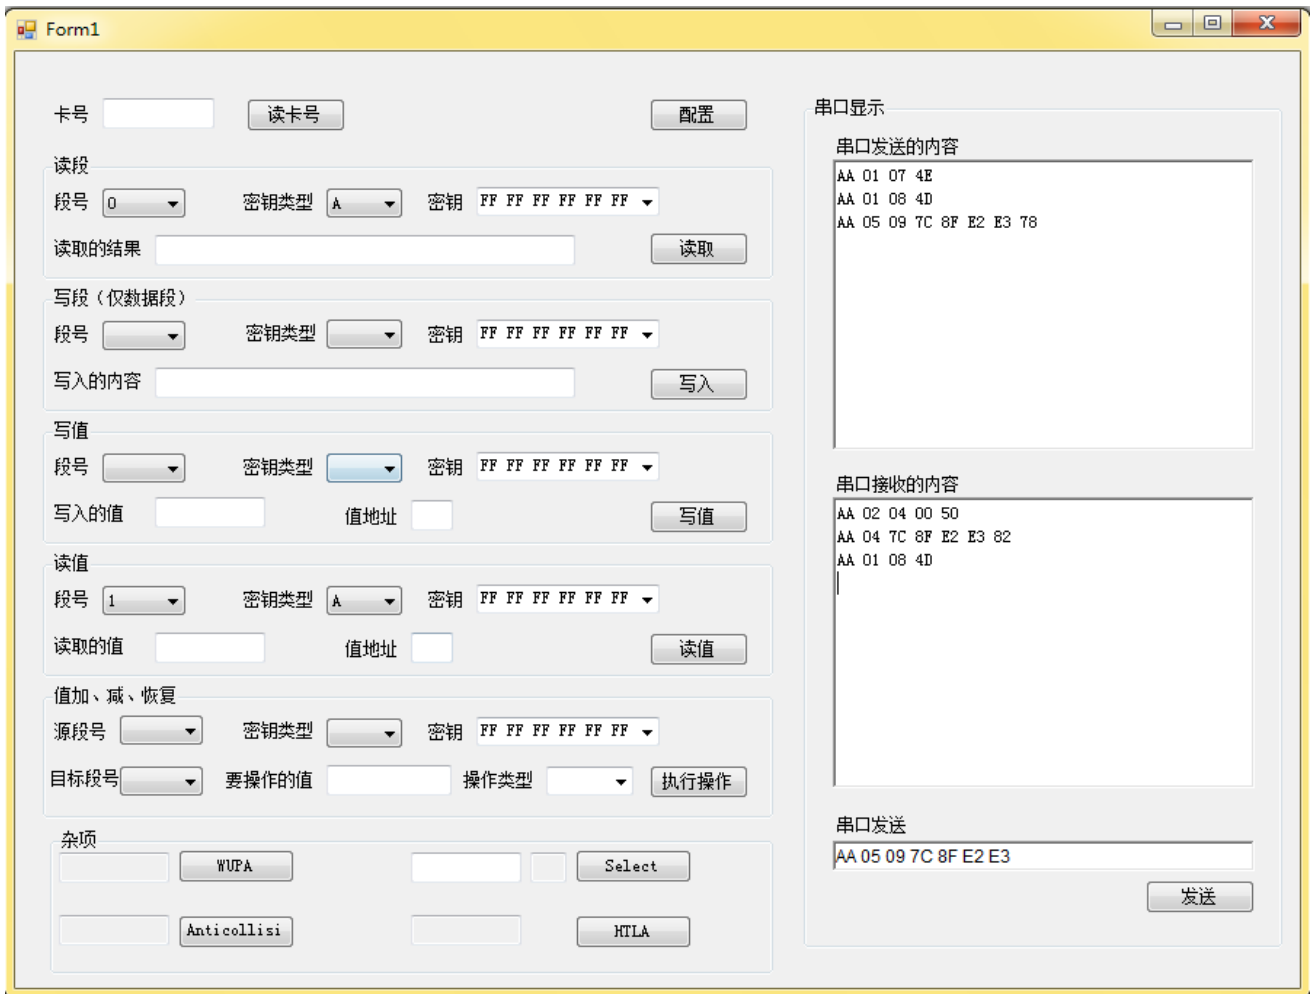 Form1
卡号 读卡号 配置
读段
段号 0 密钥类型 A 密钥 FF FF FF FF FF FF
读取的结果 读取
写段（仅数据段）
段号 密钥类型 密钥 FF FF FF FF FF FF
写入的内容 写入
写值
段号 密钥类型 密钥 FF FF FF FF FF FF
写入的值 值地址 写值
读值
段号 1 密钥类型 A 密钥 FF FF FF FF FF FF
读取的值 值地址 读值
值加、减、恢复
源段号 密钥类型 密钥 FF FF FF FF FF FF
目标段号 要操作的值 操作类型 执行操作
杂项
WUPA Select
Anticollisi HTLA
串口显示
串口发送的内容
AA 01 07 4E
AA 01 08 4D
AA 05 09 7C 8F E2 E3 78
串口接收的内容
AA 02 04 00 50
AA 04 7C 8F E2 E3 82
AA 01 08 4D
串口发送
AA 05 09 7C 8F E2 E3
发送